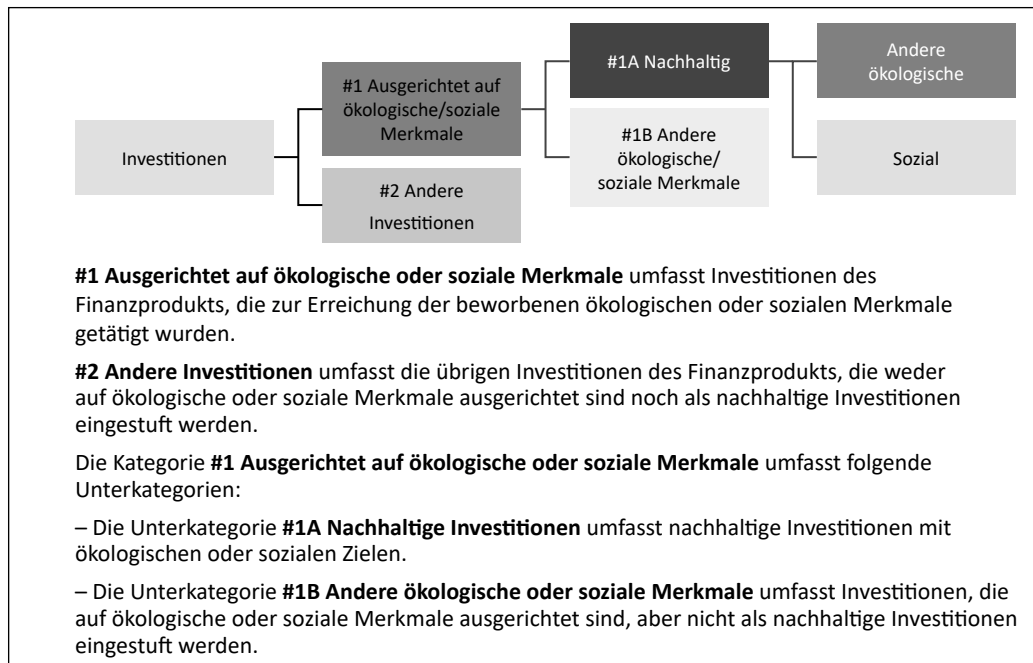 Investitionen
#1 Ausgerichtet auf
ökologische/soziale
Merkmale
#2 Andere
Investitionen
#1A Nachhaltig
#1B Andere
ökologische/
soziale Merkmale
Andere
ökologische
Sozial
#1 Ausgerichtet auf ökologische oder soziale Merkmale umfasst Investitionen des
Finanzprodukts, die zur Erreichung der beworbenen ökologischen oder sozialen Merkmale
getätigt wurden.
#2 Andere Investitionen umfasst die übrigen Investitionen des Finanzprodukts, die weder
auf ökologische oder soziale Merkmale ausgerichtet sind noch als nachhaltige Investitionen
eingestuft werden.
Die Kategorie #1 Ausgerichtet auf ökologische oder soziale Merkmale umfasst folgende
Unterkategorien:
– Die Unterkategorie #1A Nachhaltige Investitionen umfasst nachhaltige Investitionen mit
ökologischen oder sozialen Zielen.
– Die Unterkategorie #1B Andere ökologische oder soziale Merkmale umfasst Investitionen, die
auf ökologische oder soziale Merkmale ausgerichtet sind, aber nicht als nachhaltige Investitionen
eingestuft werden.